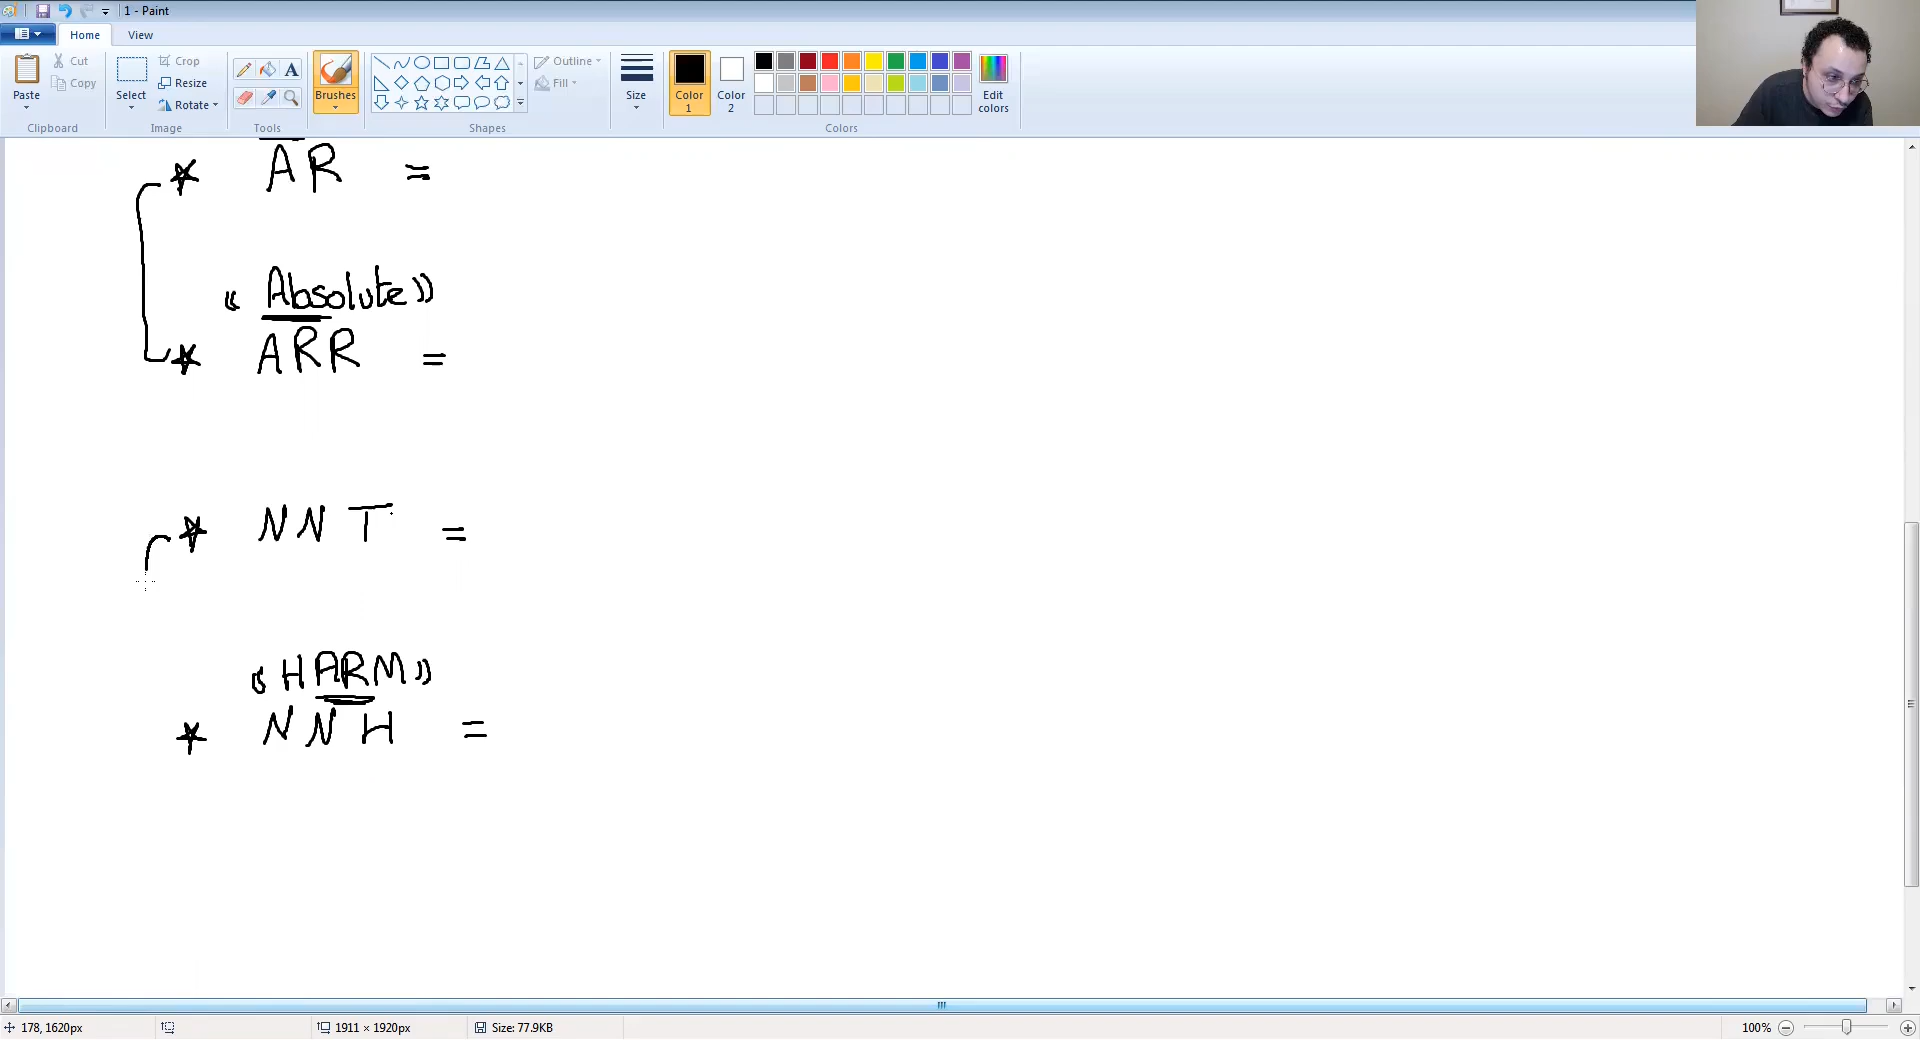 1 - Paint
Home View
Paste Cut Copy Clipboard
Select Crop Resize Rotate Image
A Tools
Brushes
Shapes
Outline Fill
Size
Color 1 Color 2
Edit colors
Colors
AR =
« Absolute »
ARR =
NNT =
« HARM »
NNH =
178, 1620px
1911 × 1920px
Size: 77.9KB
100%